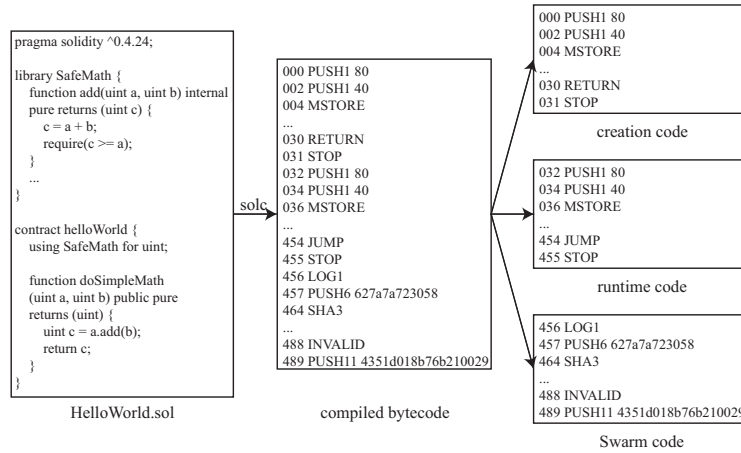 pragma solidity ^0.4.24;
library SafeMath {
function add(uint a, uint b) internal
pure returns (uint c) {
c = a + b;
require(c >= a);
}
...
}
contract helloWorld {
using SafeMath for uint;
function doSimpleMath
(uint a, uint b) public pure
returns (uint) {
uint c = a.add(b);
return c;
}
}
HelloWorld.sol
solc
000 PUSH1 80
002 PUSH1 40
004 MSTORE
...
030 RETURN
031 STOP
032 PUSH1 80
034 PUSH1 40
036 MSTORE
...
454 JUMP
455 STOP
456 LOG1
457 PUSH6 627a7a723058
464 SHA3
...
488 INVALID
489 PUSH11 4351d018b76b210029
compiled bytecode
000 PUSH1 80
002 PUSH1 40
004 MSTORE
...
030 RETURN
031 STOP
creation code
032 PUSH1 80
034 PUSH1 40
036 MSTORE
...
454 JUMP
455 STOP
runtime code
456 LOG1
457 PUSH6 627a7a723058
464 SHA3
...
488 INVALID
489 PUSH11 4351d018b76b210029
Swarm code